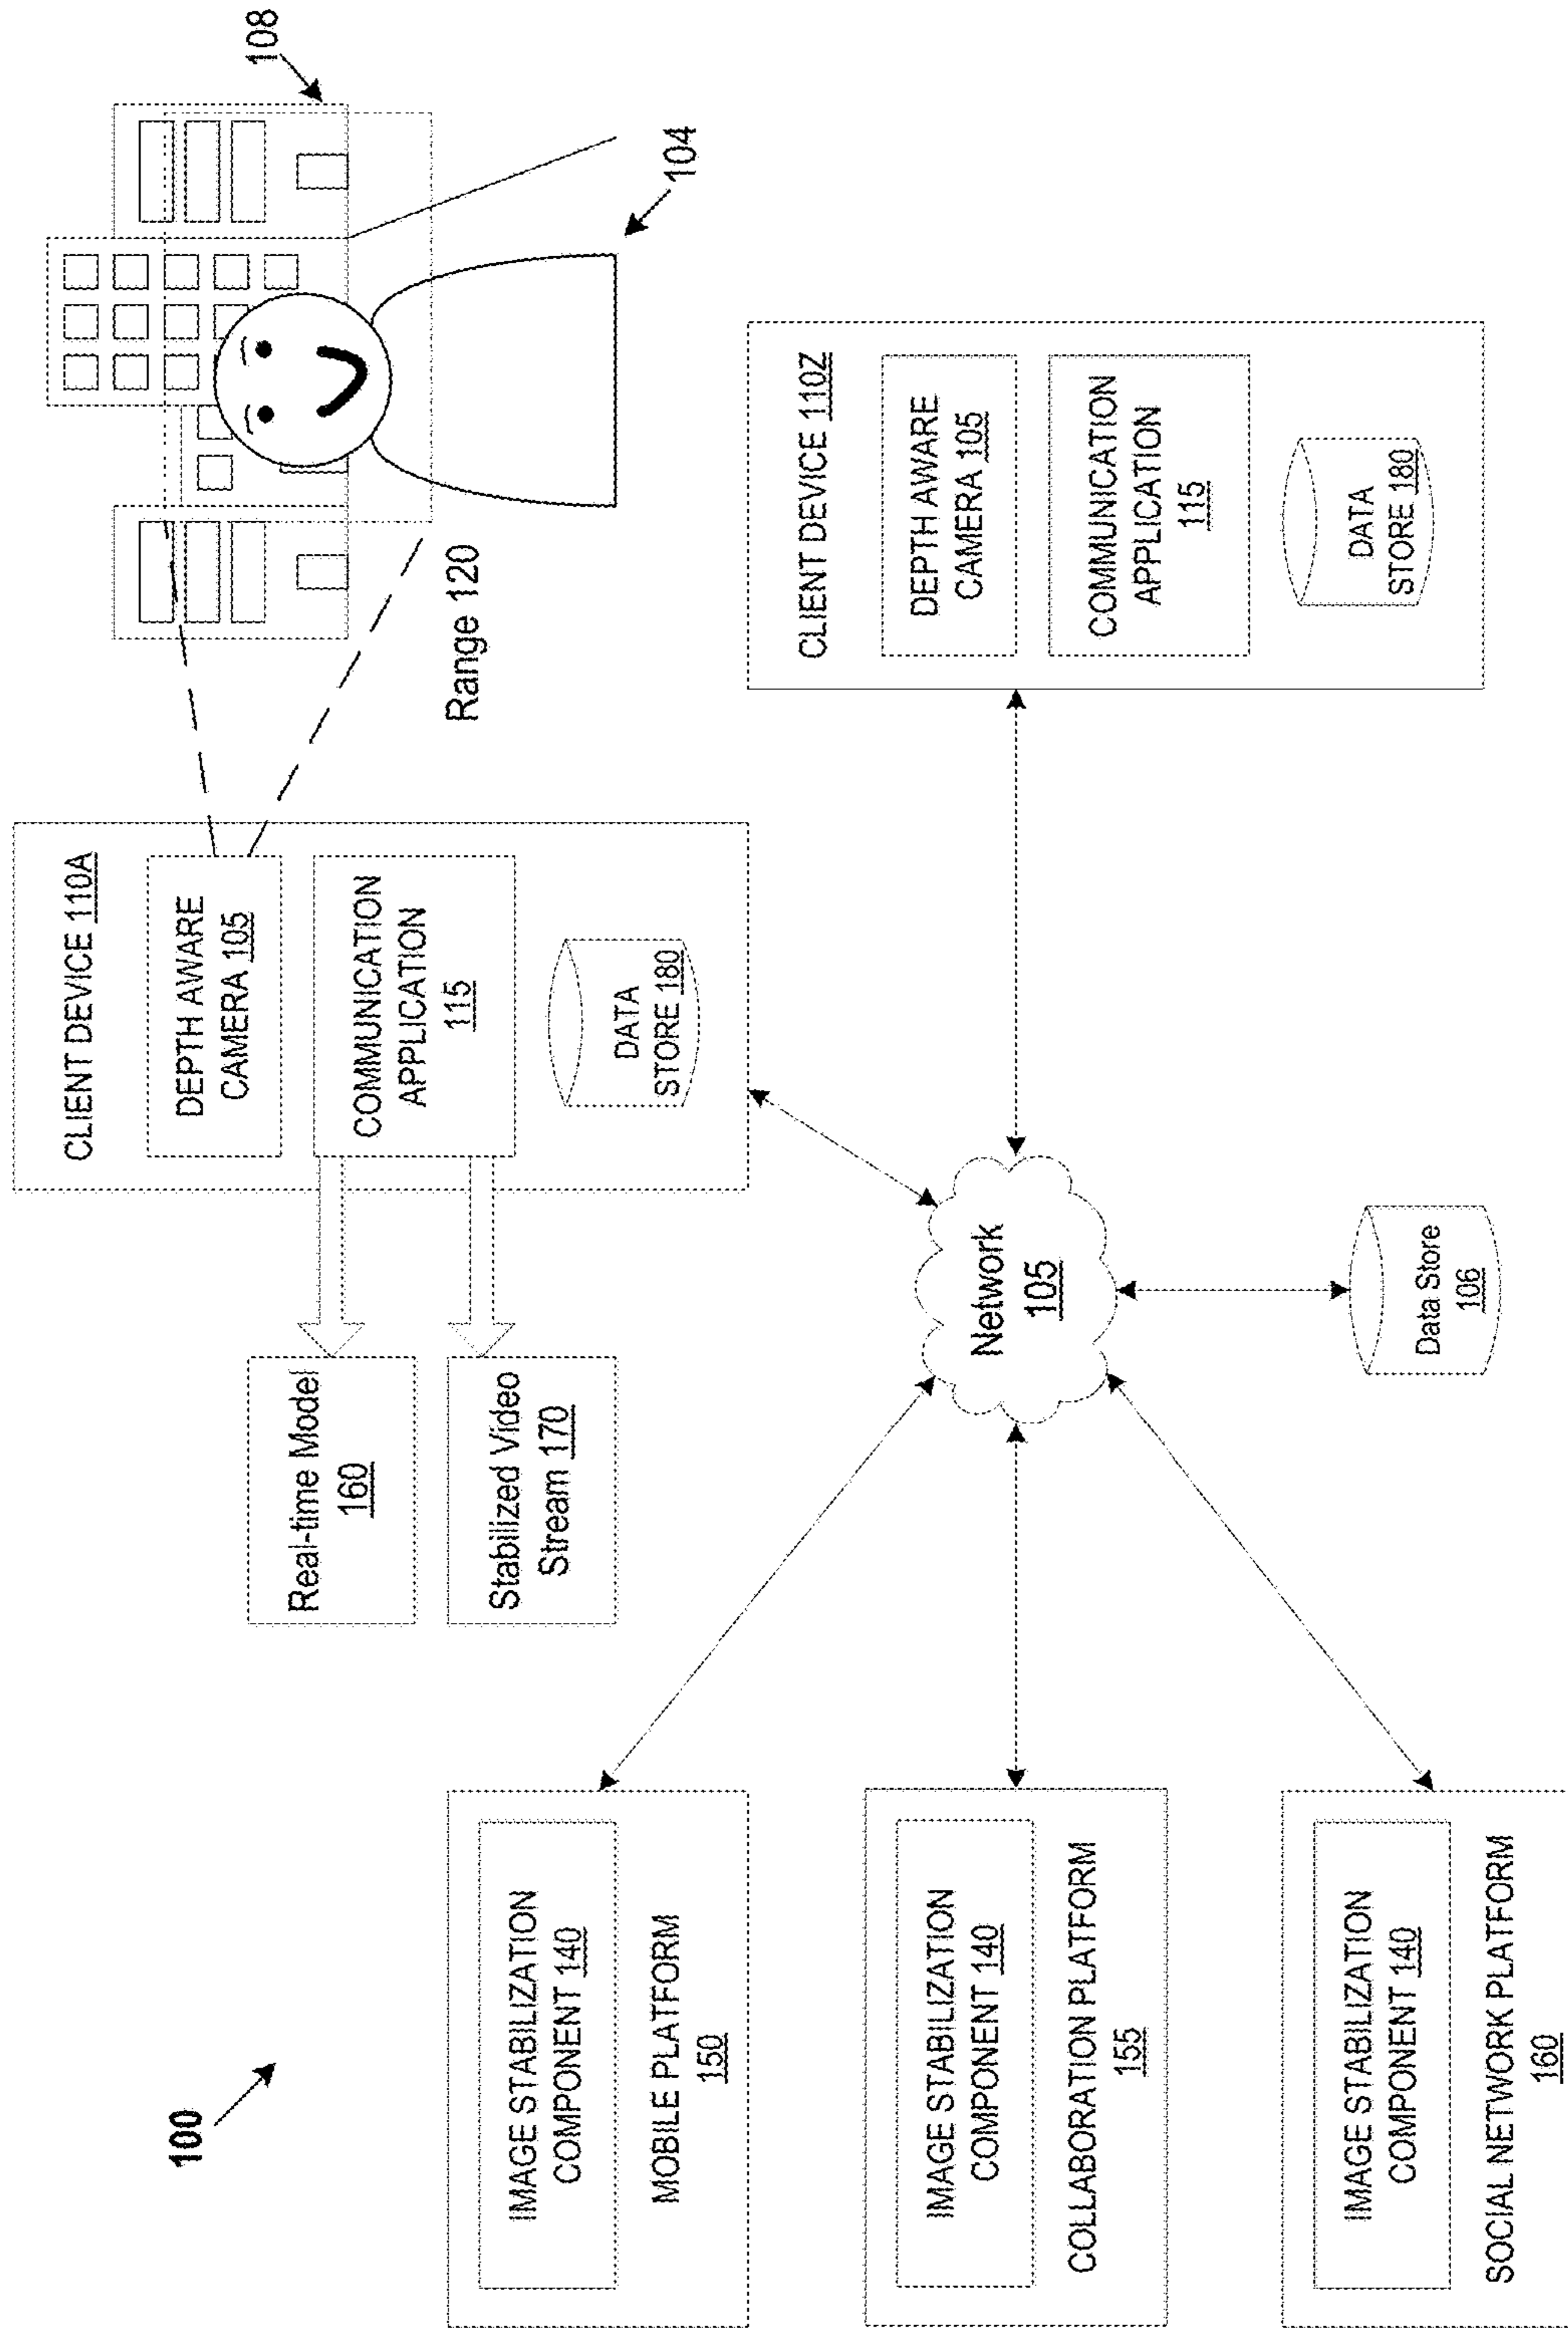 100
IMAGE STABILIZATION
COMPONENT 140
MOBILE PLATFORM
150
IMAGE STABILIZATION
COMPONENT 140
COLLABORATION PLATFORM
155
IMAGE STABILIZATION
COMPONENT 140
SOCIAL NETWORK PLATFORM
160
Real-time Model
160
Stabilized Video
Stream 170
Network
105
Data Store
106
CLIENT DEVICE 110A
DEPTH AWARE
CAMERA 105
COMMUNICATION
APPLICATION
115
DATA
STORE 180
Range 120
108
104
CLIENT DEVICE 110Z
DEPTH AWARE
CAMERA 105
COMMUNICATION
APPLICATION
115
DATA
STORE 180